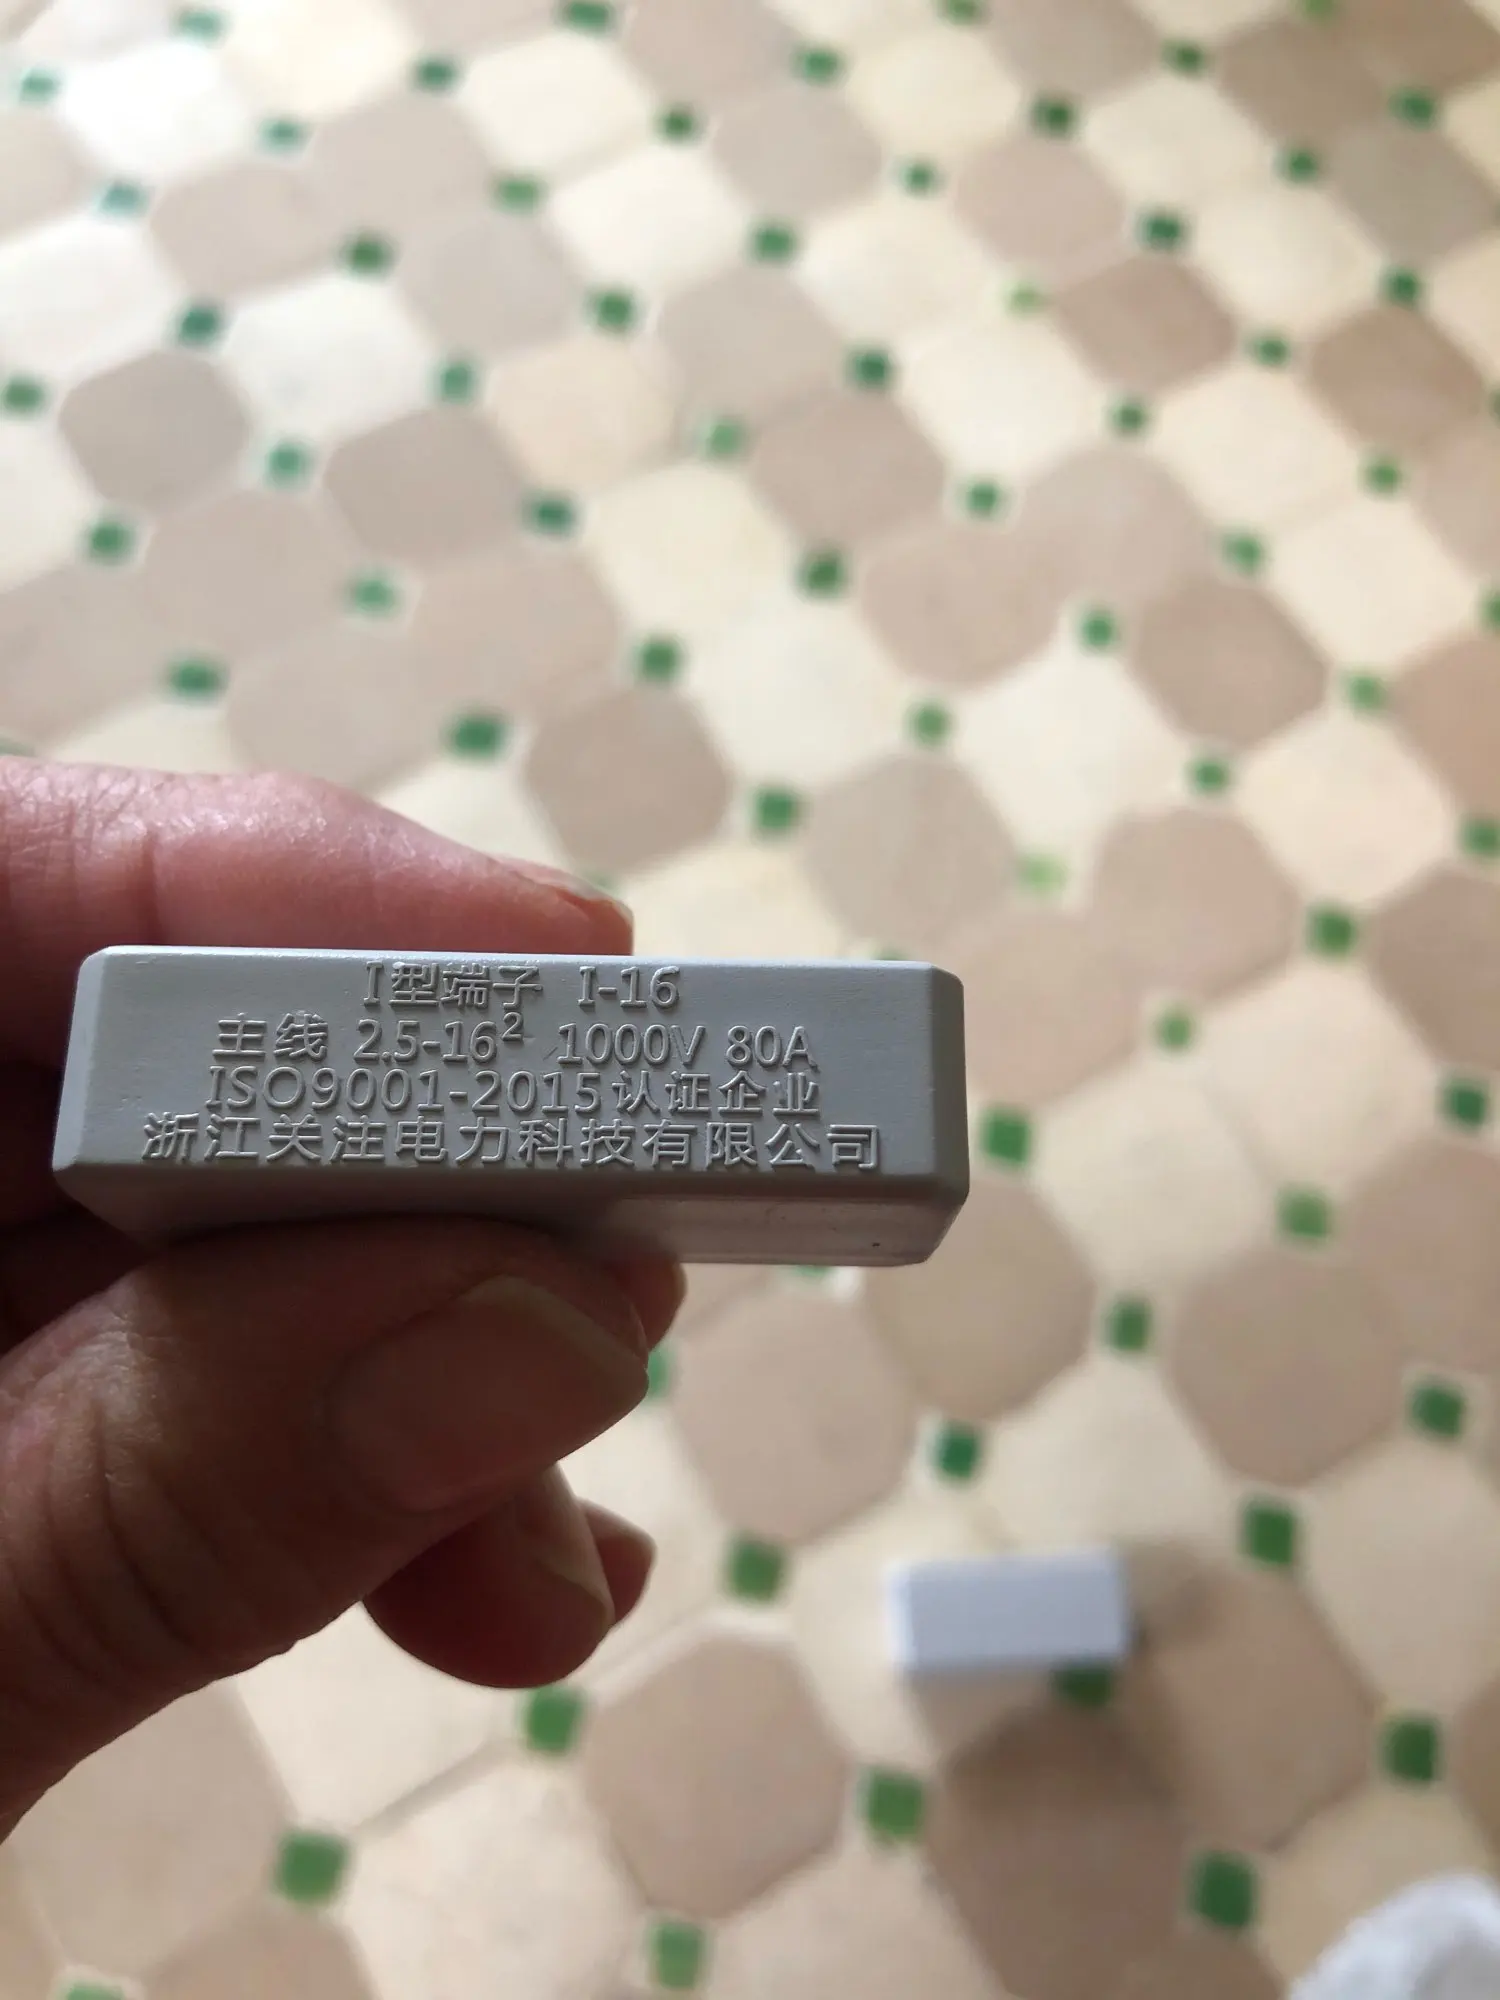 I型端子 I-16
主线 2.5-16² 1000V 80A
ISO9001-2015认证企业
浙江关注电力科技有限公司